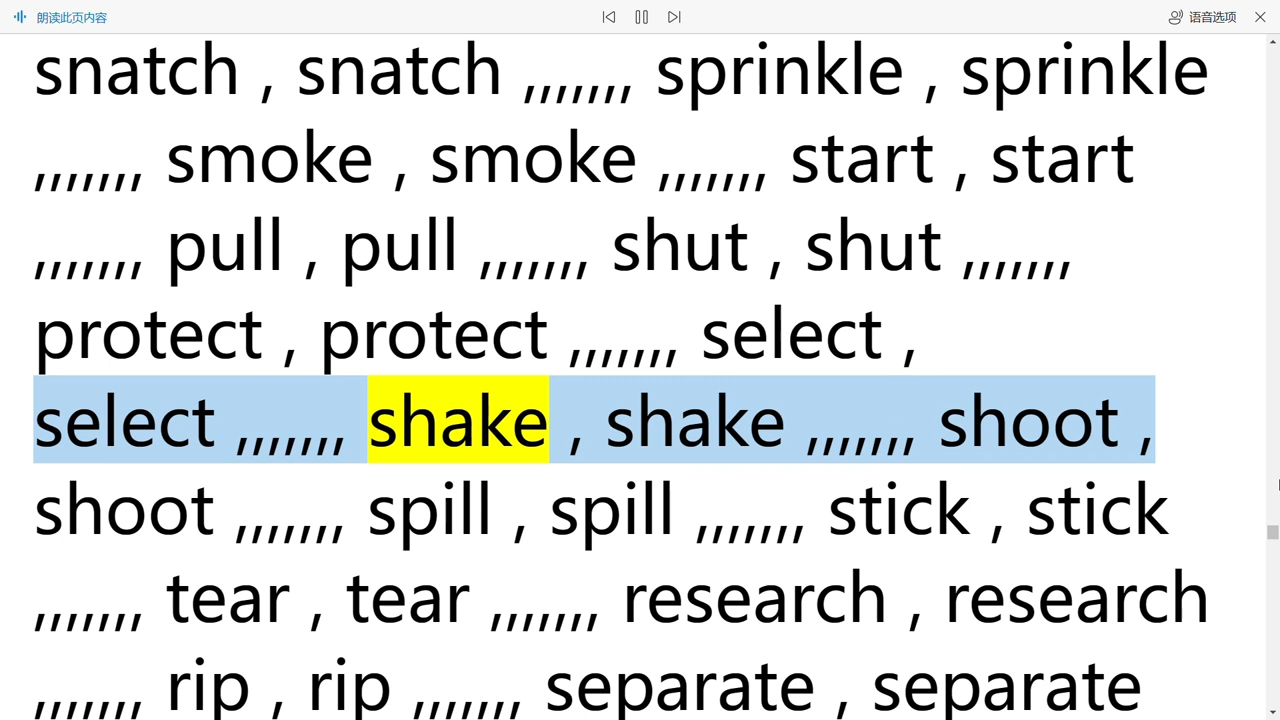 朗读此页内容 语音选项
snatch , snatch ,,,,,,, sprinkle , sprinkle
,,,,,,, smoke , smoke ,,,,,,, start , start
,,,,,,, pull , pull ,,,,,,, shut , shut ,,,,,,,
protect , protect ,,,,,,, select ,
select ,,,,,,, shake , shake ,,,,,,, shoot ,
shoot ,,,,,,, spill , spill ,,,,,,, stick , stick
,,,,,,, tear , tear ,,,,,,, research , research
,,,,,,, rip , rip ,,,,,,, separate , separate